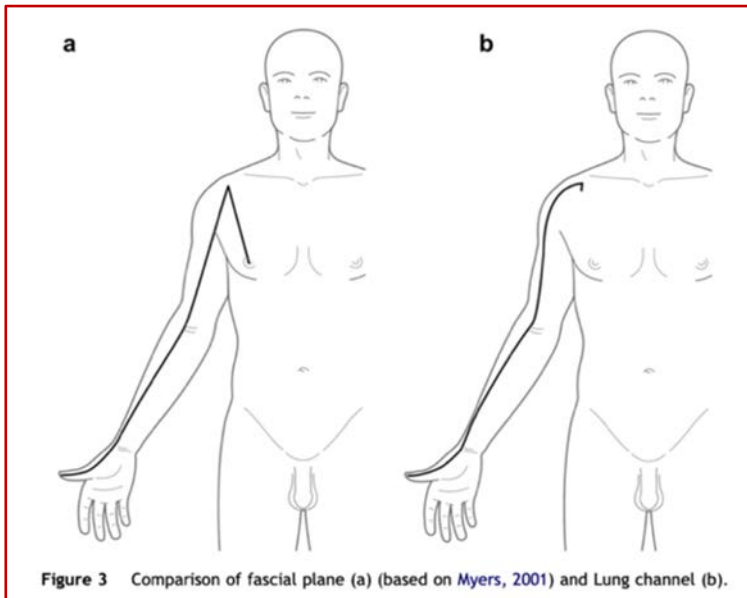 a
b
Figure 3 Comparison of fascial plane (a) (based on Myers, 2001) and Lung channel (b).